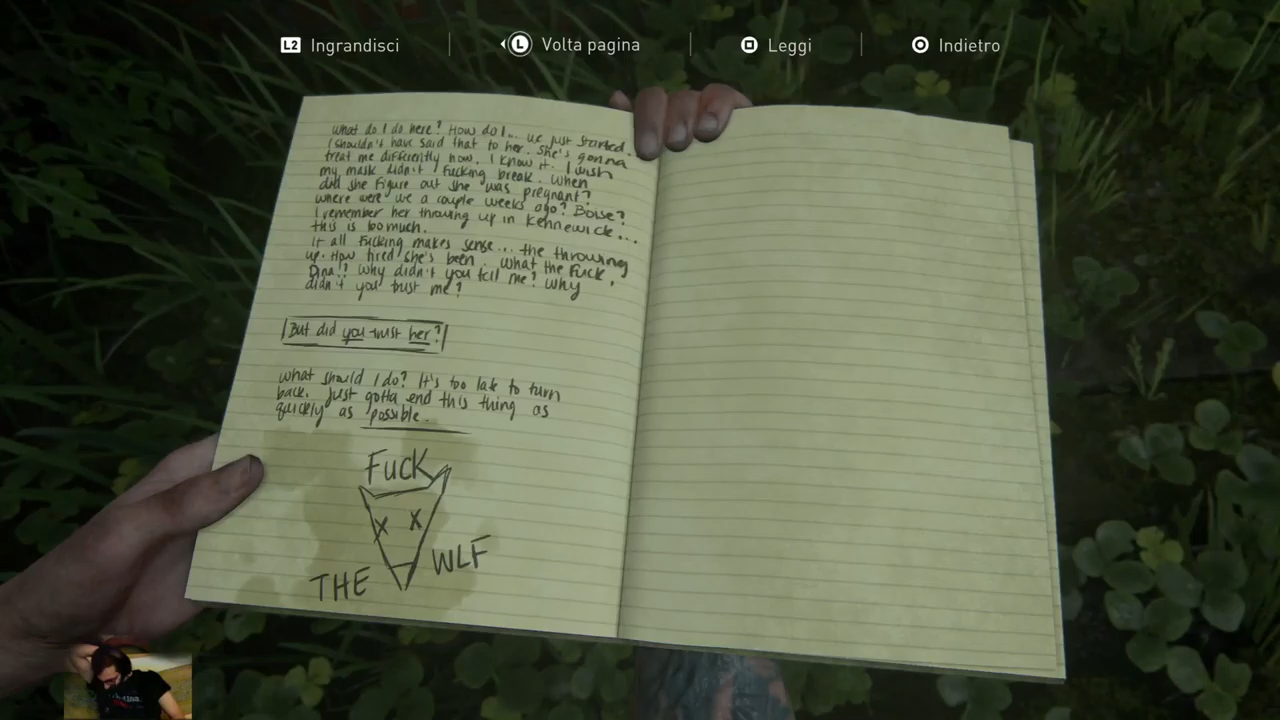 L2 Ingrandisci
L Volta pagina
Leggi
Indietro
What do I do here? How do I... we just started.
I shouldn't have said that to her. She's gonna
treat me differently now. I know it. I wish
my mask didn't fucking break. When
did she figure out she was pregnant?
where were we a couple weeks ago? Boise?
I remember her throwing up in Kennewick...
this is too much.
It all fucking makes sense... the throwing
up. How tired she's been. What the Fuck,
Dina!? Why didn't you tell me? Why
didn't you trust me?
But did you trust her?
What should I do? It's too late to turn
back. Just gotta end this thing as
quickly as possible.
Fuck
THE WLF